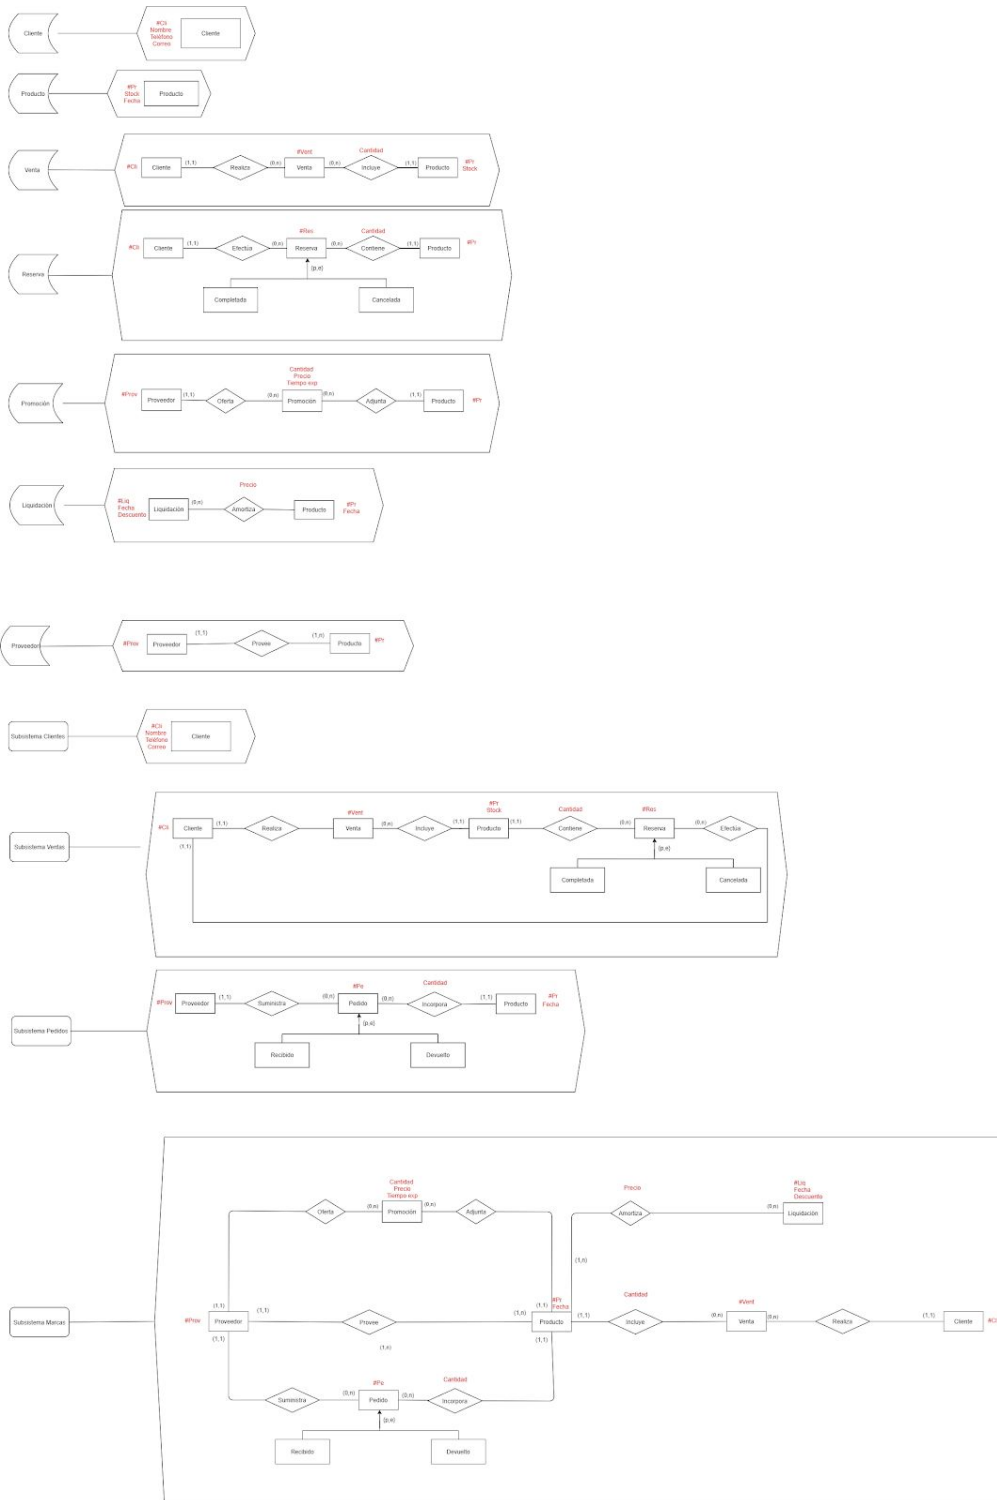 Cliente
#Cli
Nombre
Teléfono
Correo
Cliente
Producto
#Pr
Stock
Fecha
Producto
Venta
#Cli
Cliente
(1,1)
Realiza
(0,n)
#Vent
Venta
(0,n)
Cantidad
Incluye
(1,1)
Producto
#Pr
Stock
Reserva
#Cli
Cliente
(1,1)
Efectúa
(0,n)
#Res
Reserva
(0,n)
Cantidad
Contiene
(1,1)
Producto
#Pr
{p,e}
Completada
Cancelada
Promoción
#Prov
Proveedor
(1,1)
Oferta
(0,n)
Cantidad
Precio
Tiempo exp
Promoción
(0,n)
Adjunta
(1,1)
Producto
#Pr
Liquidación
#Liq
Fecha
Descuento
Liquidación
(0,n)
Precio
Amortiza
Producto
#Pr
Fecha
Proveedor
#Prov
Proveedor
(1,1)
Provee
(1,n)
Producto
#Pr
Subsistema Clientes
#Cli
Nombre
Teléfono
Correo
Cliente
Subsistema Ventas
#Cli
Cliente
(1,1)
(1,1)
Realiza
(0,n)
#Vent
Venta
(0,n)
Incluye
(1,1)
#Pr
Stock
Producto
(1,1)
Cantidad
Contiene
(0,n)
#Res
Reserva
(0,n)
Efectúa
{p,e}
Completada
Cancelada
Subsistema Pedidos
#Prov
Proveedor
(1,1)
Suministra
(0,n)
#Pe
Pedido
(0,n)
Cantidad
Incorpora
(1,1)
Producto
#Pr
Fecha
{p,e}
Recibido
Devuelto
Subsistema Marcas
Oferta
(0,n)
Cantidad
Precio
Tiempo exp
Promoción
(0,n)
Adjunta
Precio
Amortiza
(0,n)
#Liq
Fecha
Descuento
Liquidación
(1,n)
(1,1)
#Prov
Proveedor
(1,1)
(1,1)
Provee
(1,n)
(1,n)
(1,1)
#Pr
Fecha
Producto
(1,1)
(1,1)
Cantidad
Incluye
(0,n)
#Vent
Venta
(0,n)
Realiza
(1,1)
Cliente
Suministra
(0,n)
#Pe
Pedido
(0,n)
Cantidad
Incorpora
{p,e}
Recibido
Devuelto